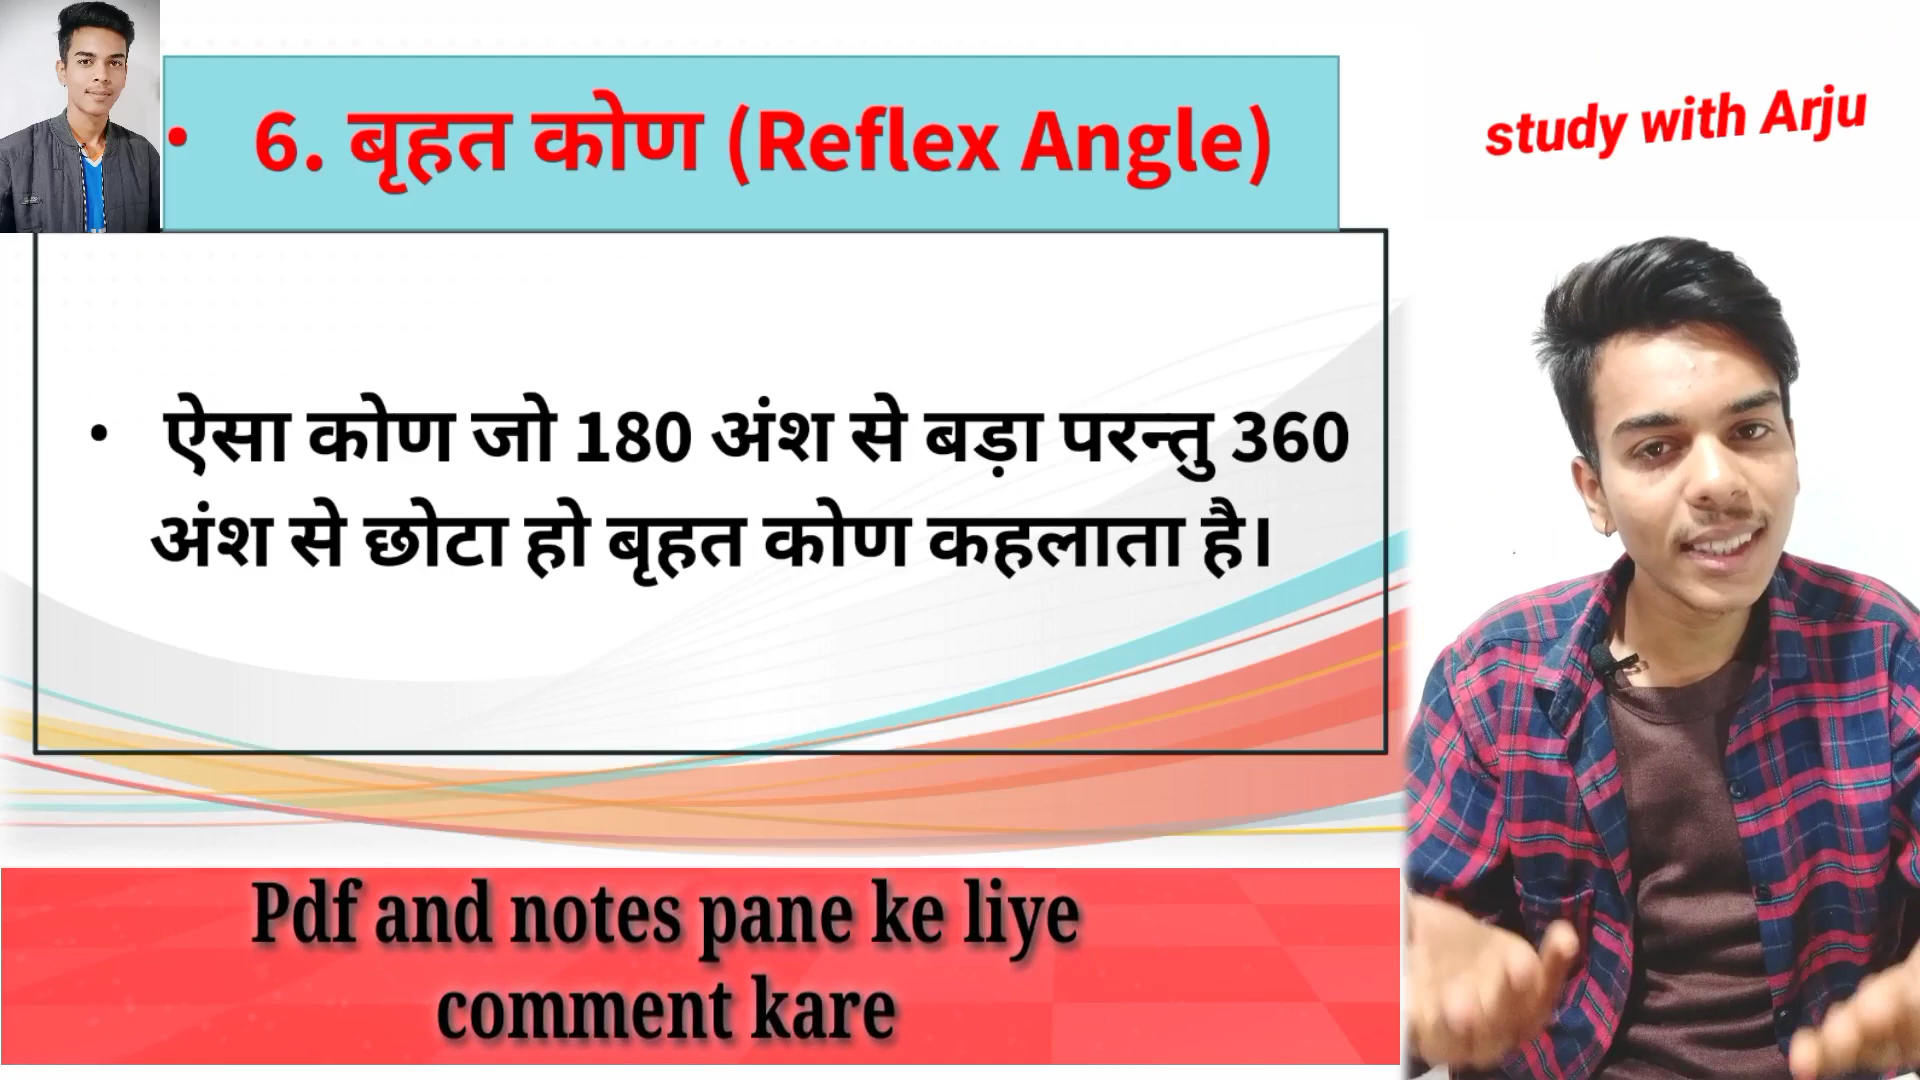 • 6. बृहत कोण (Reflex Angle)
study with Arju
• ऐसा कोण जो 180 अंश से बड़ा परन्तु 360
अंश से छोटा हो बृहत कोण कहलाता है।
Pdf and notes pane ke liye
comment kare